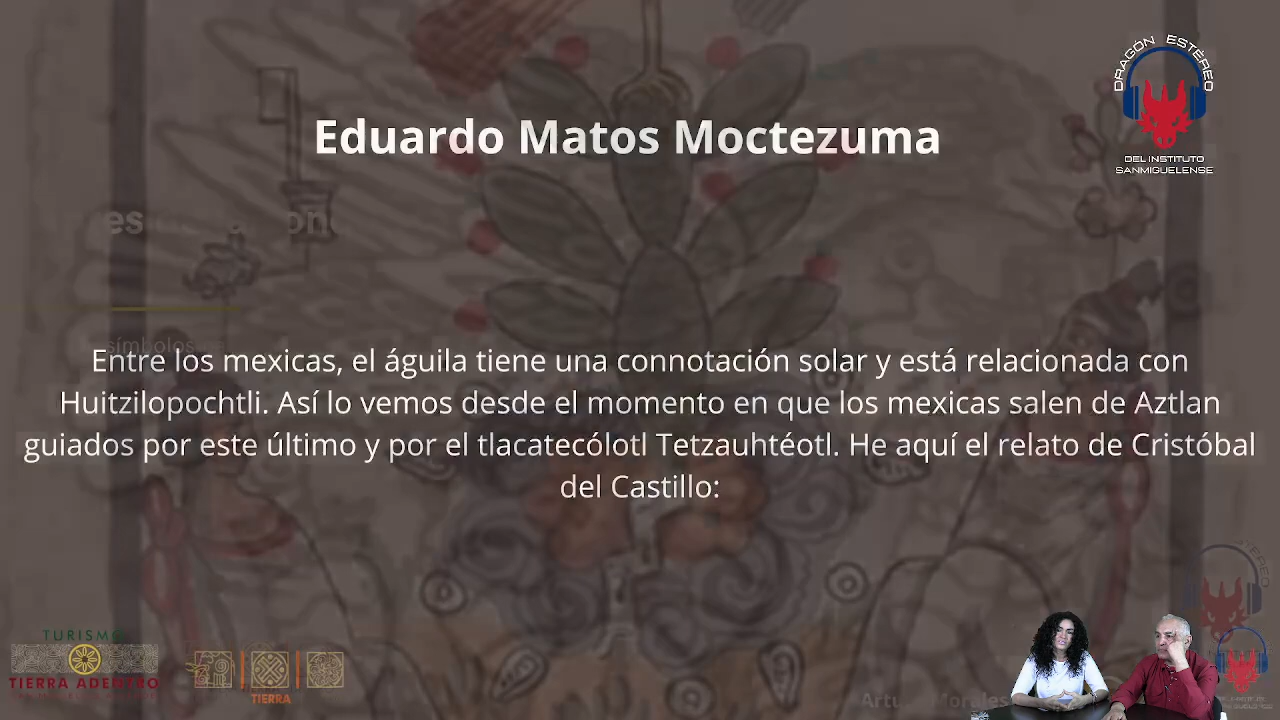 DRAGÓN ESTÉREO
DEL INSTITUTO
SANMIGUELENSE
Eduardo Matos Moctezuma
símbolos
Entre los mexicas, el águila tiene una connotación solar y está relacionada con
Huitzilopochtli. Así lo vemos desde el momento en que los mexicas salen de Aztlan
guiados por este último y por el tlacatecólotl Tetzauhtéotl. He aquí el relato de Cristóbal
del Castillo:
TURISMO
TIERRA ADENTRO
TIERRA